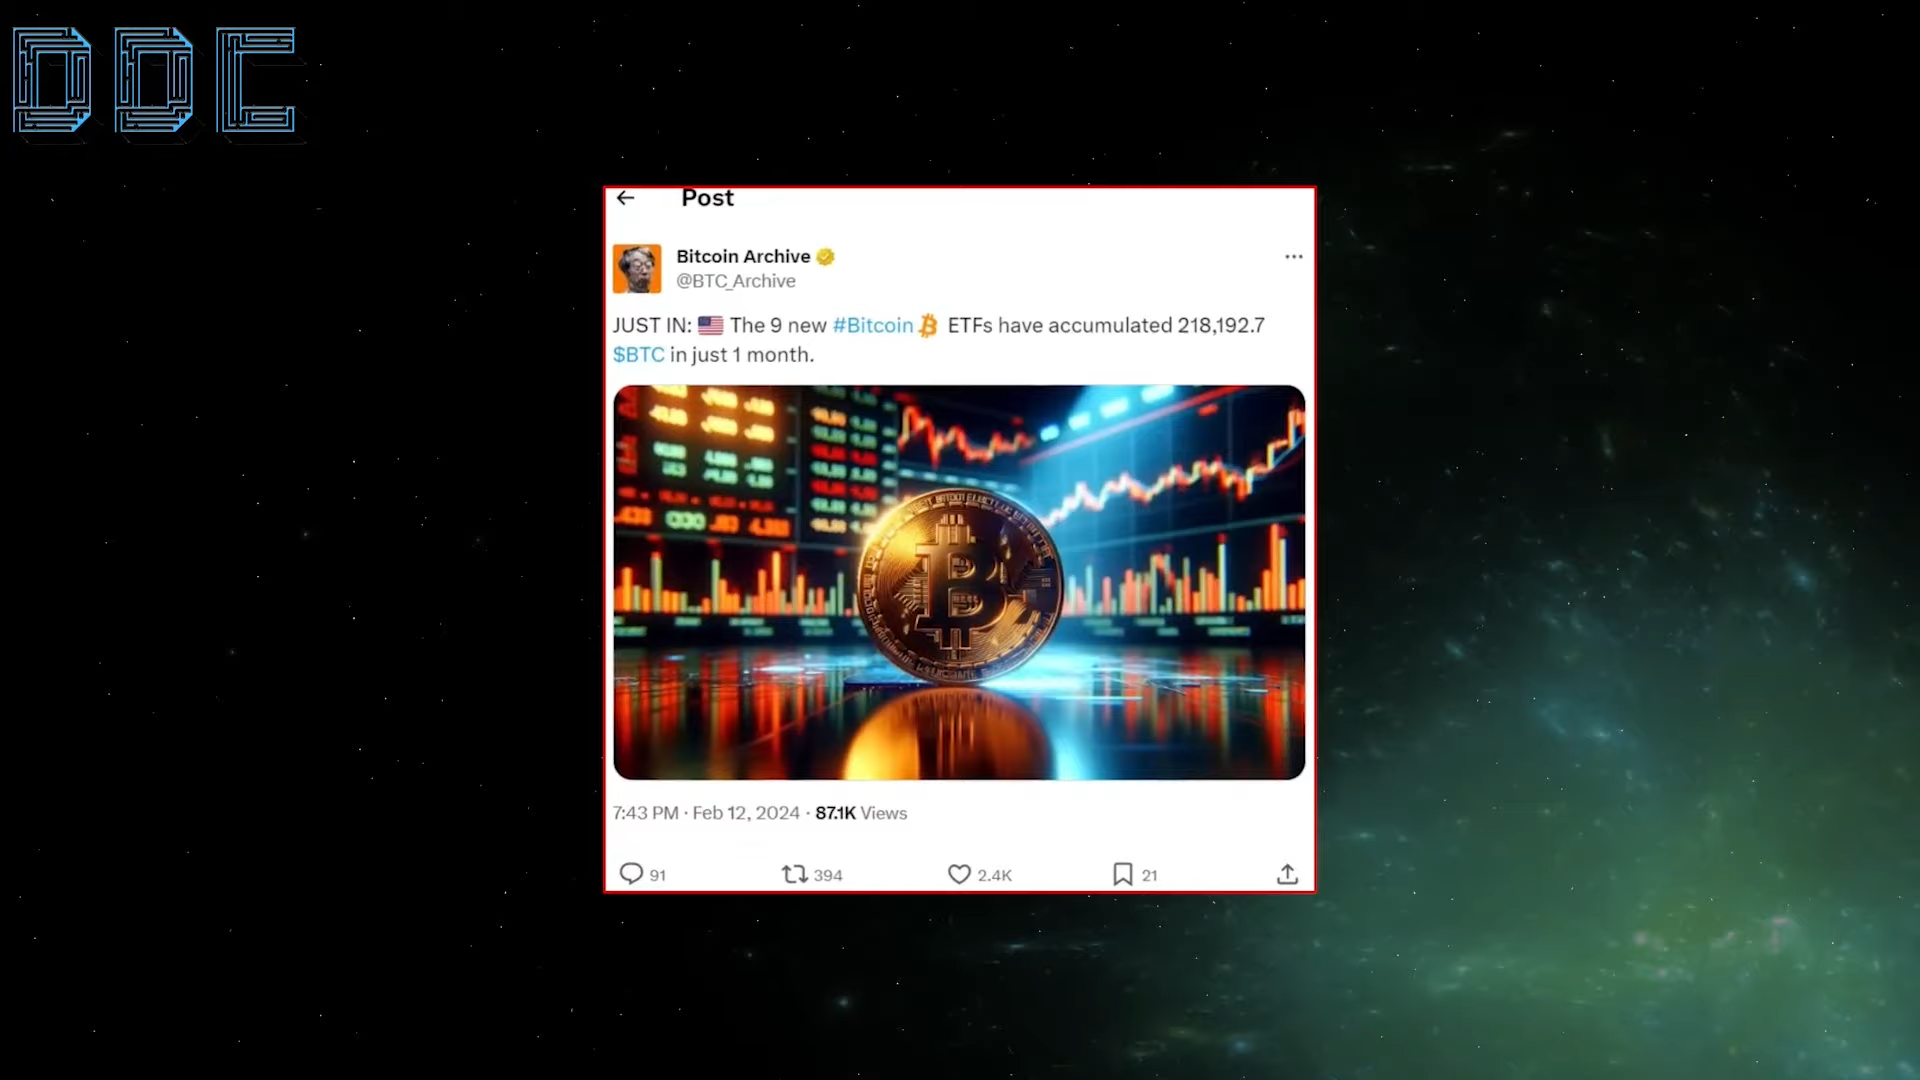 DDC
Post
Bitcoin Archive
@BTC_Archive
JUST IN: 🇺🇸 The 9 new #Bitcoin ETFs have accumulated 218,192.7
$BTC in just 1 month.
7:43 PM · Feb 12, 2024 · 87.1K Views
91 394 2.4K 21